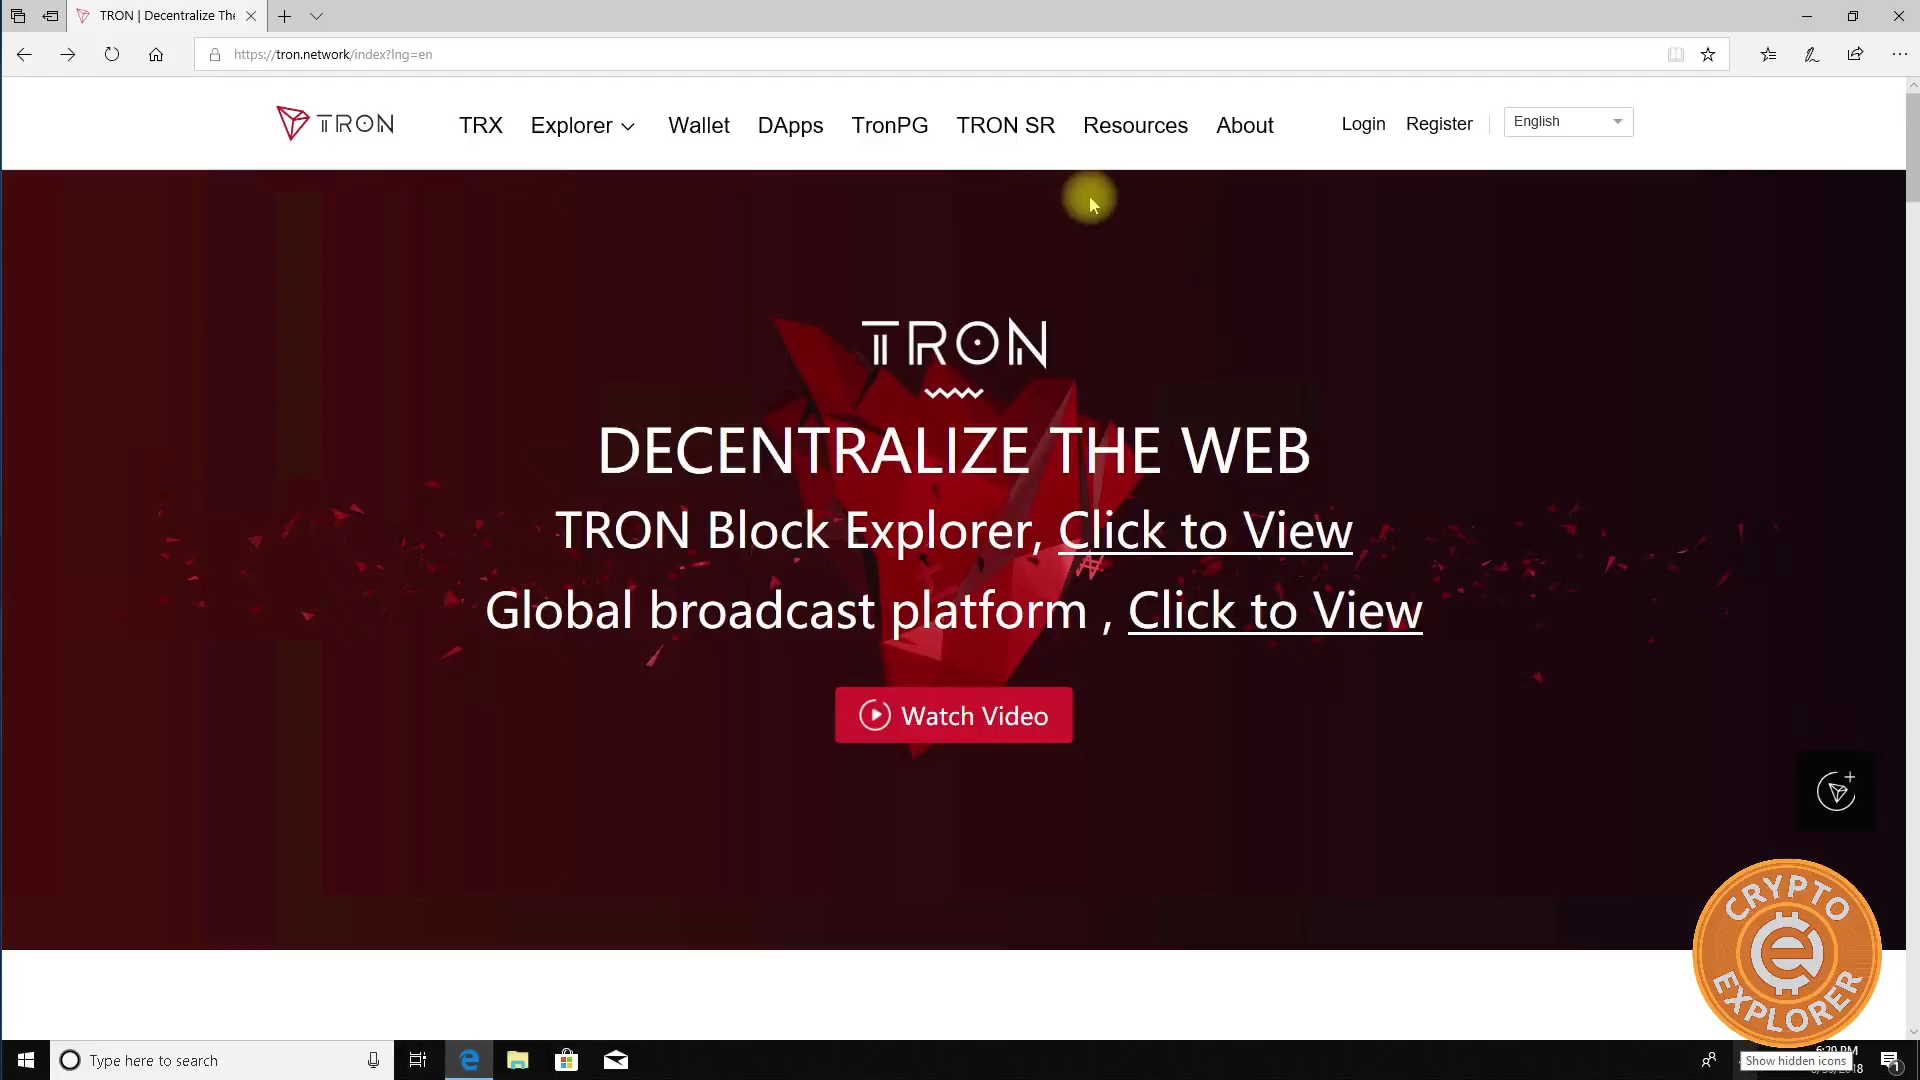 TRON | Decentralize The
https://tron.network/index?lng=en
TRON
TRX Explorer Wallet DApps TronPG TRON SR Resources About Login Register English
TRON
DECENTRALIZE THE WEB
TRON Block Explorer, Click to View
Global broadcast platform , Click to View
Watch Video
CRYPTO
EXPLORER
Type here to search
Show hidden icons
1